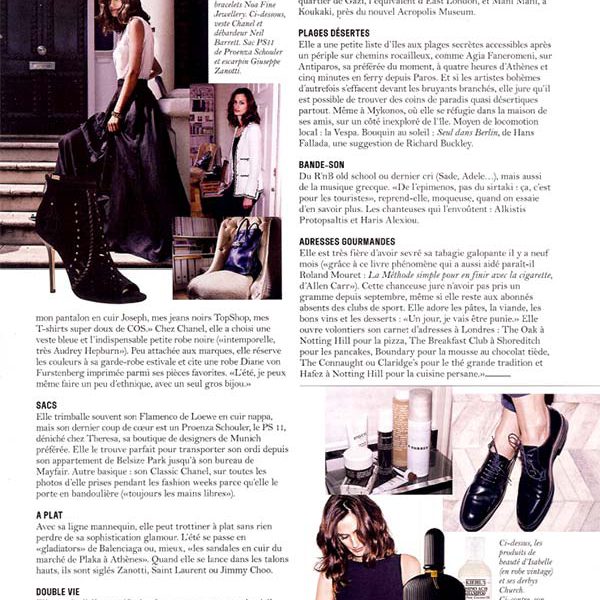 bracelets Noa Fine
Jewellery. Ci-dessous,
veste Chanel et
débardeur Neil
Barrett. Sac PS11
de Proenza Schouler
et escarpin Giuseppe
Zanotti.
mon pantalon en cuir Joseph, mes jeans noirs TopShop, mes
T-shirts super doux de COS.» Chez Chanel, elle a choisi une
veste bleue et l'indispensable petite robe noire («intemporelle,
très Audrey Hepburn»). Peu attachée aux marques, elle réserve
les couleurs à sa garde-robe estivale et cite une robe Diane von
Furstenberg imprimée parmi ses pièces favorites. «L'été, je peux
même faire un peu d'ethnique, avec un seul gros bijou.»
SACS
Elle trimballe souvent son Flamenco de Loewe en cuir nappa,
mais son dernier coup de cœur est un Proenza Schouler, le PS 11,
déniché chez Theresa, sa boutique de designers de Munich
préférée. Elle le trouve parfait pour transporter son ordi depuis
son appartement de Belsize Park jusqu'à son bureau de
Mayfair. Autre basique : son Classic Chanel, sur toutes les
photos d'elle prises pendant les fashion weeks parce qu'elle le
porte en bandoulière («toujours les mains libres»).
A PLAT
Avec sa ligne mannequin, elle peut trottiner à plat sans rien
perdre de sa sophistication glamour. L'été se passe en
«gladiators» de Balenciaga ou, mieux, «les sandales en cuir du
marché de Plaka à Athènes». Quand elle se lance dans les talons
hauts, ils sont siglés Zanotti, Saint Laurent ou Jimmy Choo.
DOUBLE VIE
quartier de Gazi, l'équivalent d'East London, et Mani Mani, à
Koukaki, près du nouvel Acropolis Museum.
PLAGES DÉSERTES
Elle a une petite liste d'îles aux plages secrètes accessibles après
un périple sur chemins rocailleux, comme Agia Faneromeni, sur
Antiparos, sa préférée du moment, à quatre heures d'Athènes et
cinq minutes en ferry depuis Paros. Et si les artistes bohèmes
d'autrefois s'effacent devant les bruyants branchés, elle jure qu'il
est possible de trouver des coins de paradis quasi désertiques
partout. Même à Mykonos, où elle se réfugie dans la maison de
ses amis, sur un côté inexploré de l'île. Moyen de locomotion
local : la Vespa. Bouquin au soleil : Seul dans Berlin, de Hans
Fallada, une suggestion de Richard Buckley.
BANDE-SON
Du R'nB old school ou dernier cri (Sade, Adele...), mais aussi
de la musique grecque. «De l'epimenos, pas du sirtaki : ça, c'est
pour les touristes», reprend-elle, moqueuse, quand on essaie
d'en savoir plus. Les chanteuses qui l'envoûtent : Alkistis
Protopsaltis et Haris Alexiou.
ADRESSES GOURMANDES
Elle est très fière d'avoir sevré sa tabagie galopante il y a neuf
mois («grâce à ce livre phénomène qui a aussi aidé paraît-il
Roland Mouret : La Méthode simple pour en finir avec la cigarette,
d'Allen Carr»). Cette chanceuse jure n'avoir pas pris un
gramme depuis septembre, même si elle reste aux abonnés
absents des clubs de sport. Elle adore les pâtes, la viande, les
bons vins et les desserts : «Un jour, je vais être punie.» Elle
ouvre volontiers son carnet d'adresses à Londres : The Oak à
Notting Hill pour la pizza, The Breakfast Club à Shoreditch
pour les pancakes, Boundary pour la mousse au chocolat tiède,
The Connaught ou Claridge's pour le thé grande tradition et
Hafez à Notting Hill pour la cuisine persane.»
Ci-dessus, les
produits de
beauté d'Isabelle
(en robe vintage)
et ses derbys
Church.
KIEHL'S